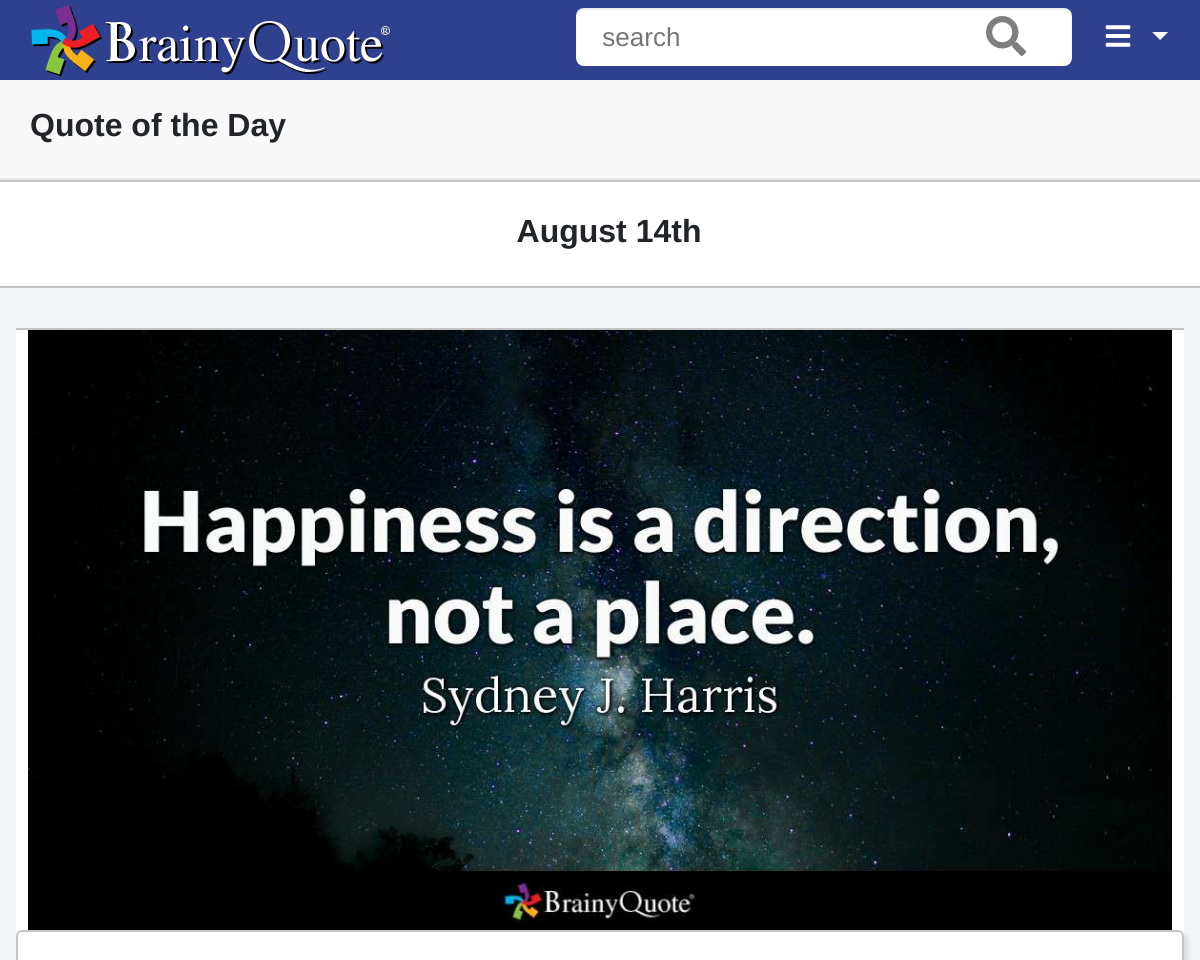 BrainyQuote®
search
Quote of the Day
August 14th
Happiness is a direction,
not a place.
Sydney J. Harris
BrainyQuote®